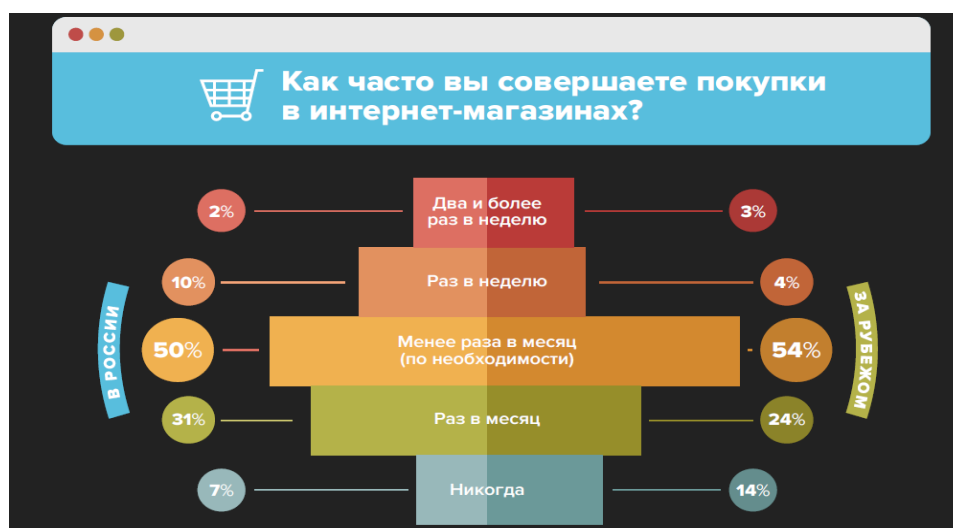 Как часто вы совершаете покупки
в интернет-магазинах?
2%
Два и более
раз в неделю
3%
10%
Раз в неделю
4%
В РОССИИ
50%
Менее раза в месяц
(по необходимости)
54%
ЗА РУБЕЖОМ
31%
Раз в месяц
24%
7%
Никогда
14%